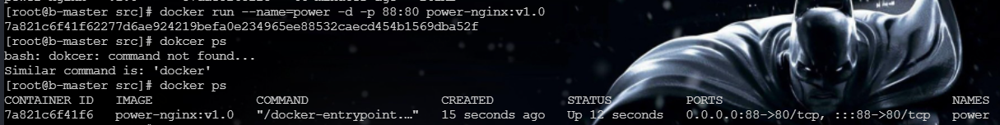 [root@b-master src]# docker run --name=power -d -p 88:80 power-nginx:v1.0
7a821c6f41f62277d6ae924219befa0e234965ee88532caecd454b1569dba52f
[root@b-master src]# dokcer ps
bash: dokcer: command not found...
Similar command is: 'docker'
[root@b-master src]# docker ps
CONTAINER ID   IMAGE              COMMAND                  CREATED          STATUS          PORTS                               NAMES
7a821c6f41f6   power-nginx:v1.0   "/docker-entrypoint.…"   15 seconds ago   Up 12 seconds   0.0.0.0:88->80/tcp, :::88->80/tcp   power